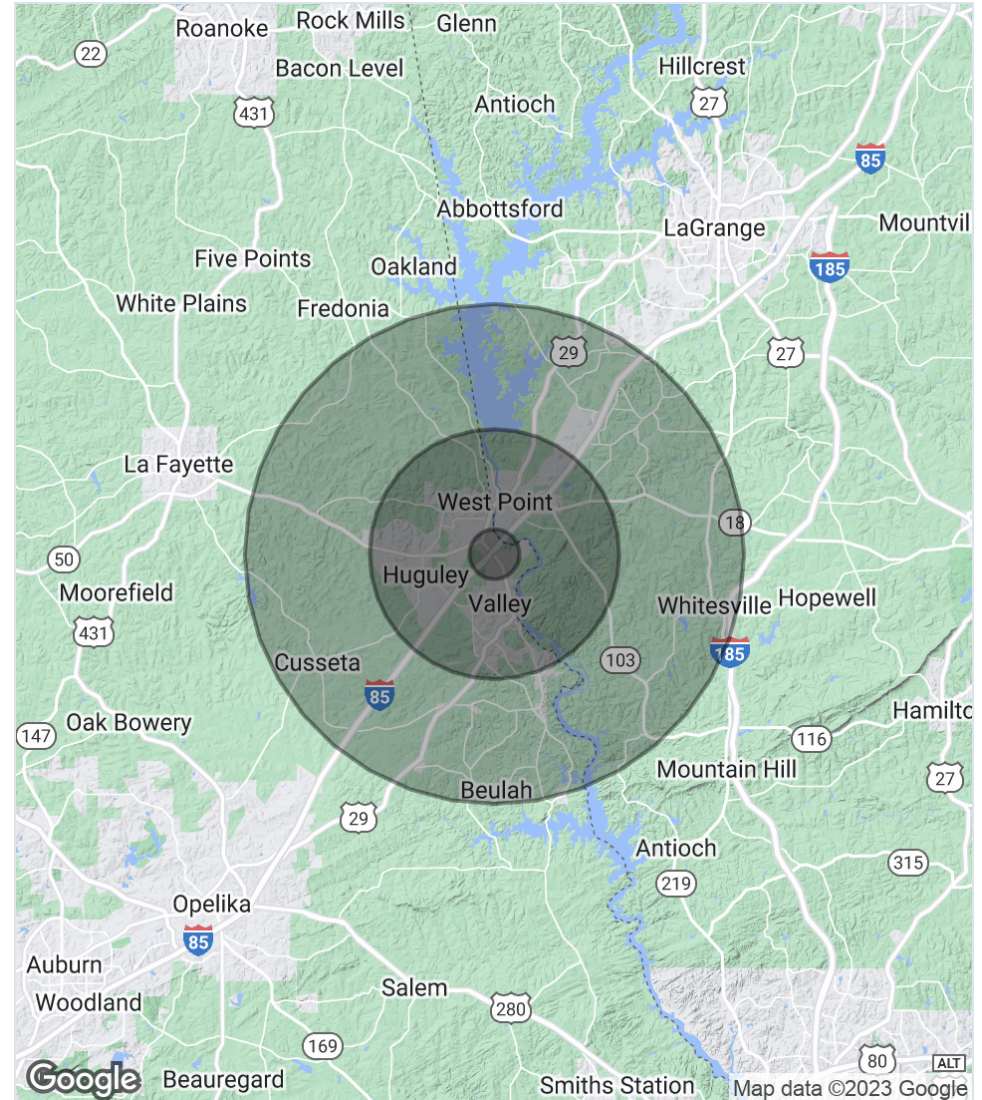 Roanoke
Rock Mills
Glenn
22
Bacon Level
Hillcrest
431
Antioch
27
85
Abbottsford
LaGrange
Mountvil
Five Points
Oakland
185
White Plains
Fredonia
29
27
La Fayette
West Point
18
50
Huguley
Moorefield
Valley
Whitesville
Hopewell
431
Cusseta
103
185
85
Oak Bowery
147
Hamiltc
116
Mountain Hill
27
Beulah
29
Antioch
315
219
Opelika
85
Auburn
Salem
Woodland
280
169
80
ALT
Google
Beauregard
Smiths Station
Map data ©2023 Google